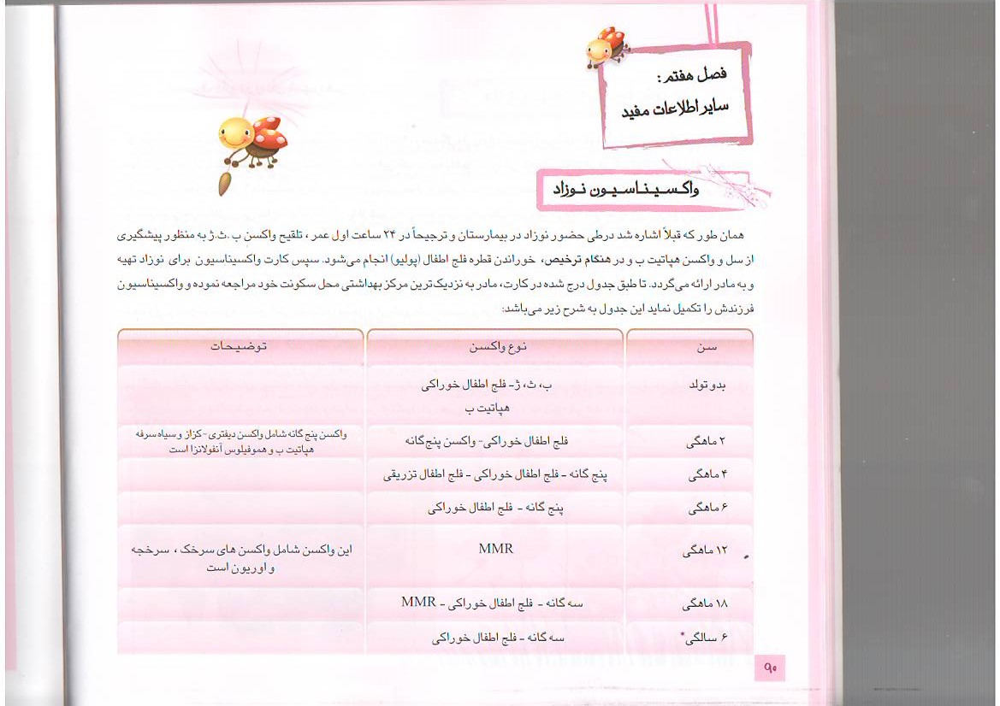 فصل هفتم:
سایر اطلاعات مفید
واکسیناسیون نوزاد
همان طور که قبلاً اشاره شد درطی حضور نوزاد در بیمارستان و ترجیحاً در ۲۴ ساعت اول عمر ، تلقیح واکسن ب .ث.ژ به منظور پیشگیری
از سل و واکسن هپاتیت ب و در هنگام ترخیص، خوراندن قطره فلج اطفال (پولیو) انجام می‌شود. سپس کارت واکسیناسیون برای نوزاد تهیه
و به مادر ارائه می‌گردد. تا طبق جدول درج شده در کارت، مادر به نزدیک‌ترین مرکز بهداشتی محل سکونت خود مراجعه نموده و واکسیناسیون
فرزندش را تکمیل نماید این جدول به شرح زیر می‌باشد:
سن نوع واکسن توضیحات
بدو تولد ب، ث، ژ- فلج اطفال خوراکی
هپاتیت ب
۲ ماهگی فلج اطفال خوراکی- واکسن پنج‌گانه واکسن پنج گانه شامل واکسن دیفتری - کزاز و سیاه سرفه
هپاتیت ب و هموفیلوس آنفولانزا است
۴ ماهگی پنج گانه - فلج اطفال خوراکی - فلج اطفال تزریقی
۶ ماهگی پنج گانه - فلج اطفال خوراکی
۱۲ ماهگی MMR این واکسن شامل واکسن های سرخک ، سرخجه
و اوریون است
۱۸ ماهگی سه گانه - فلج اطفال خوراکی - MMR
۶ سالگی* سه گانه - فلج اطفال خوراکی
۹۰